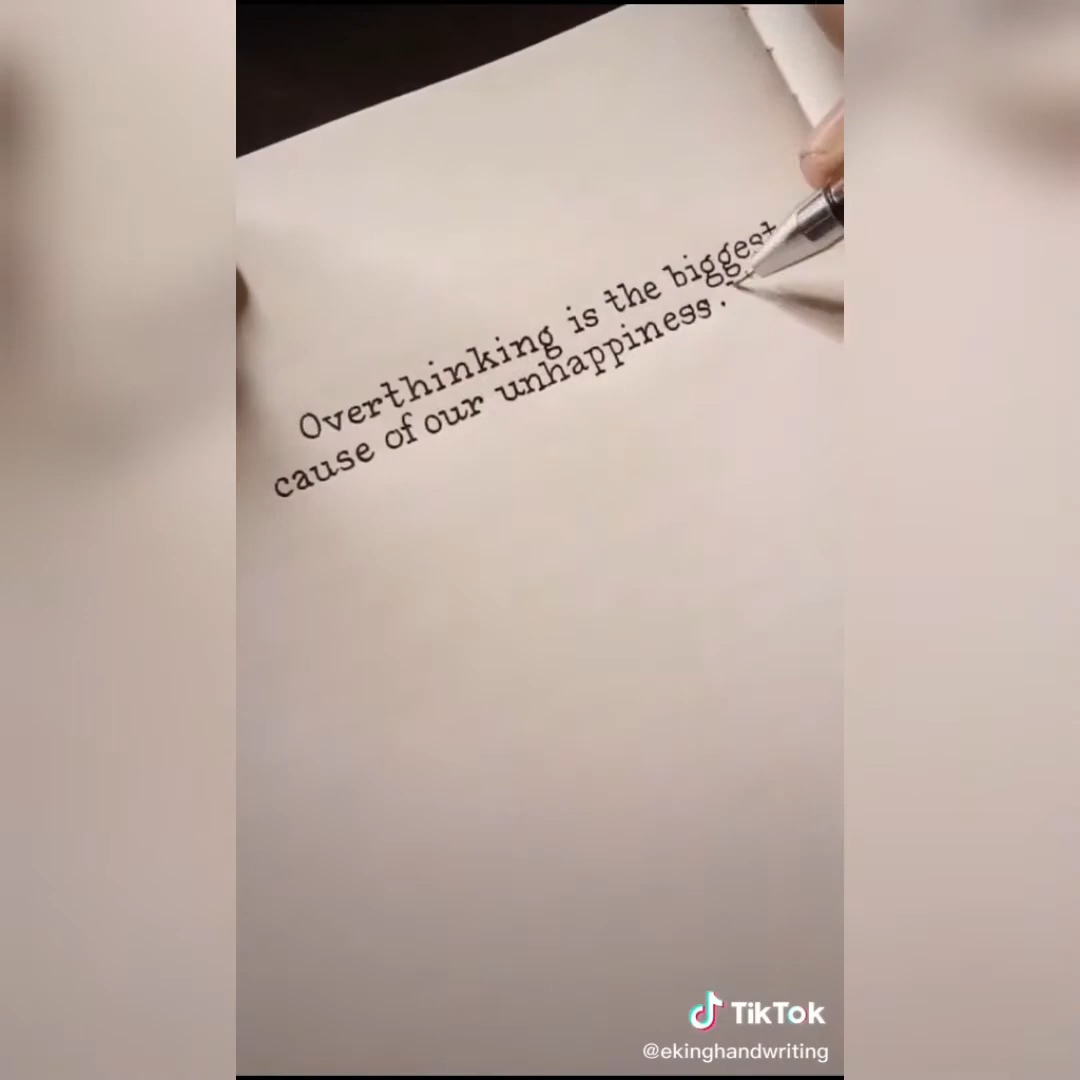 Overthinking is the biggest
cause of our unhappiness.
TikTok
@ekinghandwriting